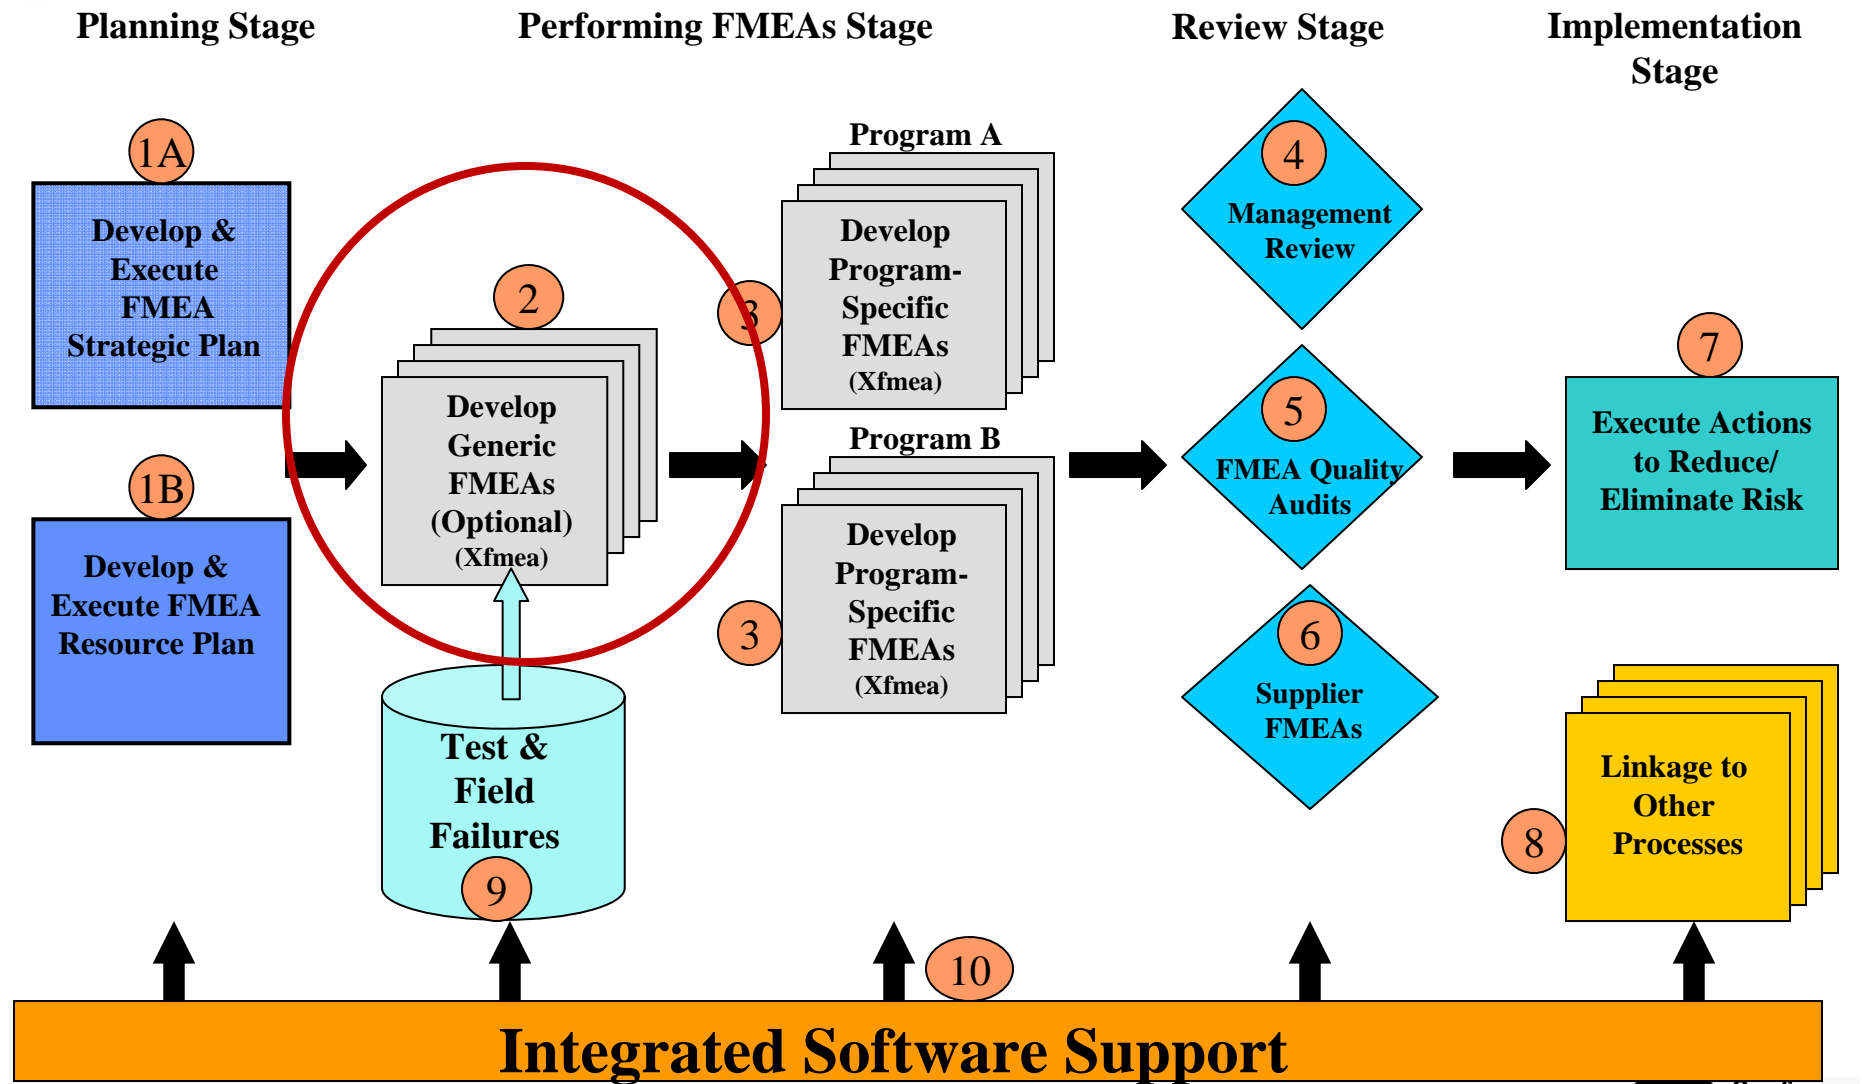 Planning Stage
Performing FMEAs Stage
Review Stage
Implementation
Stage
1A
Develop &
Execute
FMEA
Strategic Plan
1B
Develop &
Execute FMEA
Resource Plan
2
Develop
Generic
FMEAs
(Optional)
(Xfmea)
Test &
Field
Failures
9
Program A
3
Develop
Program-
Specific
FMEAs
(Xfmea)
Program B
3
Develop
Program-
Specific
FMEAs
(Xfmea)
4
Management
Review
5
FMEA Quality
Audits
6
Supplier
FMEAs
7
Execute Actions
to Reduce/
Eliminate Risk
8
Linkage to
Other
Processes
10
Integrated Software Support